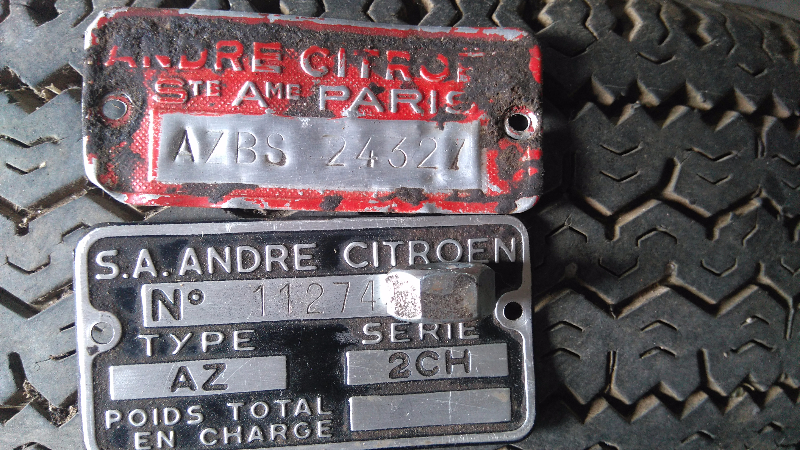 ANDRE CITROE
STE AME PARIS
AZBS 24327
S.A. ANDRE CITROEN
N° 11274
TYPE SERIE
AZ 2CH
POIDS TOTAL
EN CHARGE